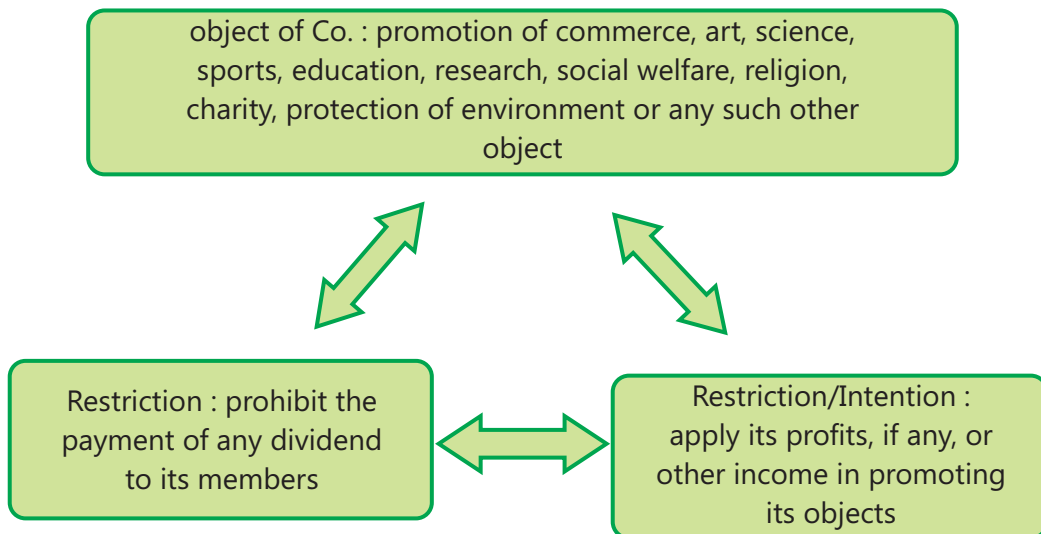 object of Co. : promotion of commerce, art, science,
sports, education, research, social welfare, religion,
charity, protection of environment or any such other
object
Restriction : prohibit the
payment of any dividend
to its members
Restriction/Intention :
apply its profits, if any, or
other income in promoting
its objects